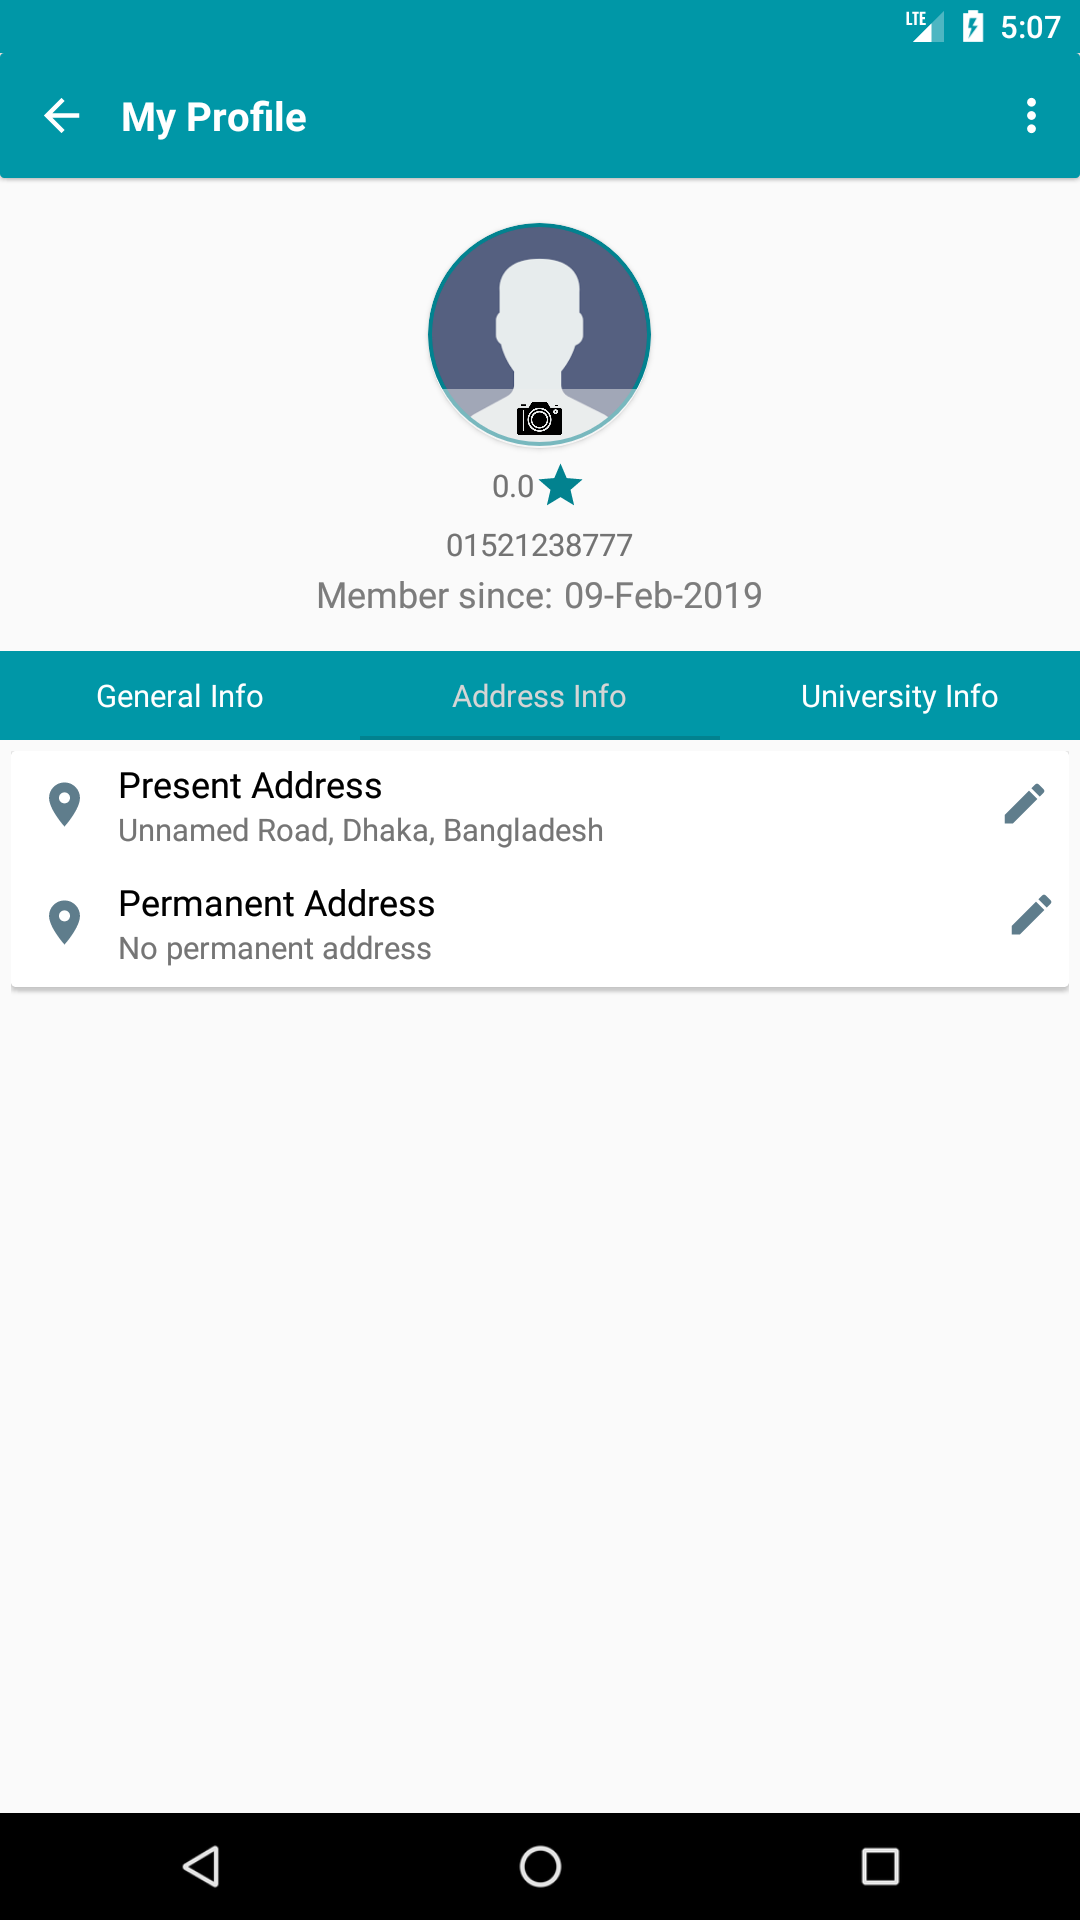 LTE 5:07
My Profile
0.0
01521238777
Member since: 09-Feb-2019
General Info Address Info University Info
Present Address
Unnamed Road, Dhaka, Bangladesh
Permanent Address
No permanent address